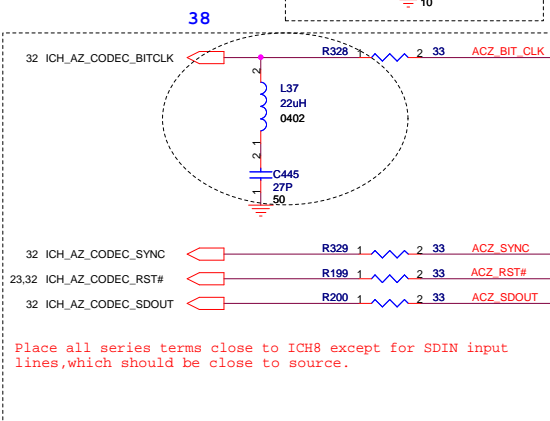 10
38
32 ICH_AZ_CODEC_BITCLK R328 1 2 33 ACZ_BIT_CLK
2
L37
22uH
0402
1
2
C445
27P
1
50
32 ICH_AZ_CODEC_SYNC R329 1 2 33 ACZ_SYNC
23,32 ICH_AZ_CODEC_RST# R199 1 2 33 ACZ_RST#
32 ICH_AZ_CODEC_SDOUT R200 1 2 33 ACZ_SDOUT
Place all series terms close to ICH8 except for SDIN input
lines,which should be close to source.